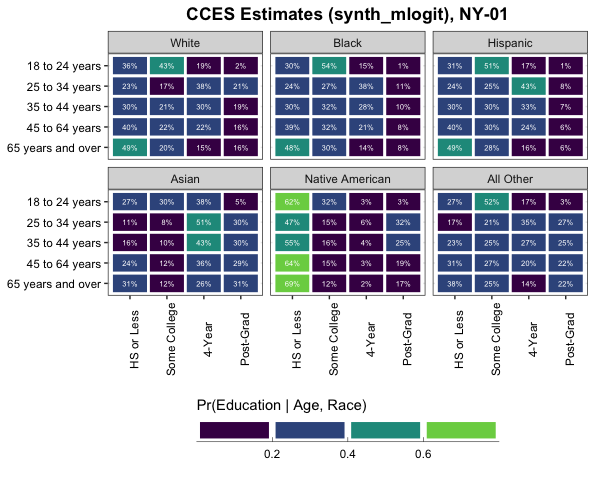 CCES Estimates (synth_mlogit), NY-01
White Black Hispanic
18 to 24 years 36% 43% 19% 2% 30% 54% 15% 1% 31% 51% 17% 1%
25 to 34 years 23% 17% 38% 21% 24% 27% 38% 11% 24% 25% 43% 8%
35 to 44 years 30% 21% 30% 19% 30% 32% 28% 10% 30% 30% 33% 7%
45 to 64 years 40% 22% 22% 16% 39% 32% 21% 8% 40% 30% 24% 6%
65 years and over 49% 20% 15% 16% 48% 30% 14% 8% 49% 28% 16% 6%
Asian Native American All Other
18 to 24 years 27% 30% 38% 5% 62% 32% 3% 3% 27% 52% 17% 3%
25 to 34 years 11% 8% 51% 30% 47% 15% 6% 32% 17% 21% 35% 27%
35 to 44 years 16% 10% 43% 30% 55% 16% 4% 25% 23% 25% 27% 25%
45 to 64 years 24% 12% 36% 29% 64% 15% 3% 19% 31% 27% 20% 22%
65 years and over 31% 12% 26% 31% 69% 12% 2% 17% 38% 25% 14% 22%
HS or Less Some College 4-Year Post-Grad HS or Less Some College 4-Year Post-Grad HS or Less Some College 4-Year Post-Grad
Pr(Education | Age, Race)
0.2 0.4 0.6